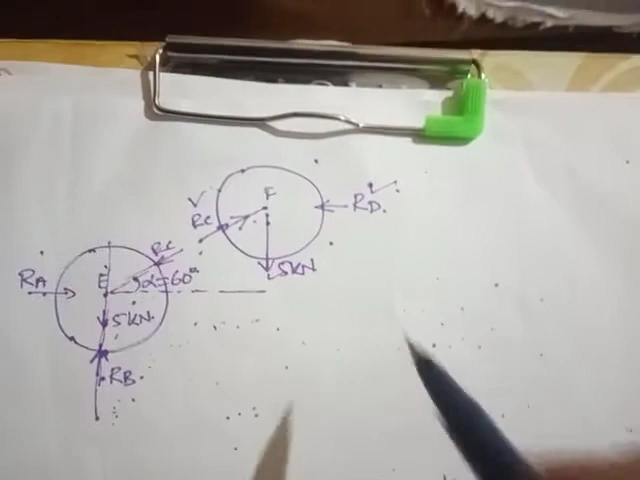 F
RC
RD.
5KN
RC
RA
E
α=60°
5KN.
RB.